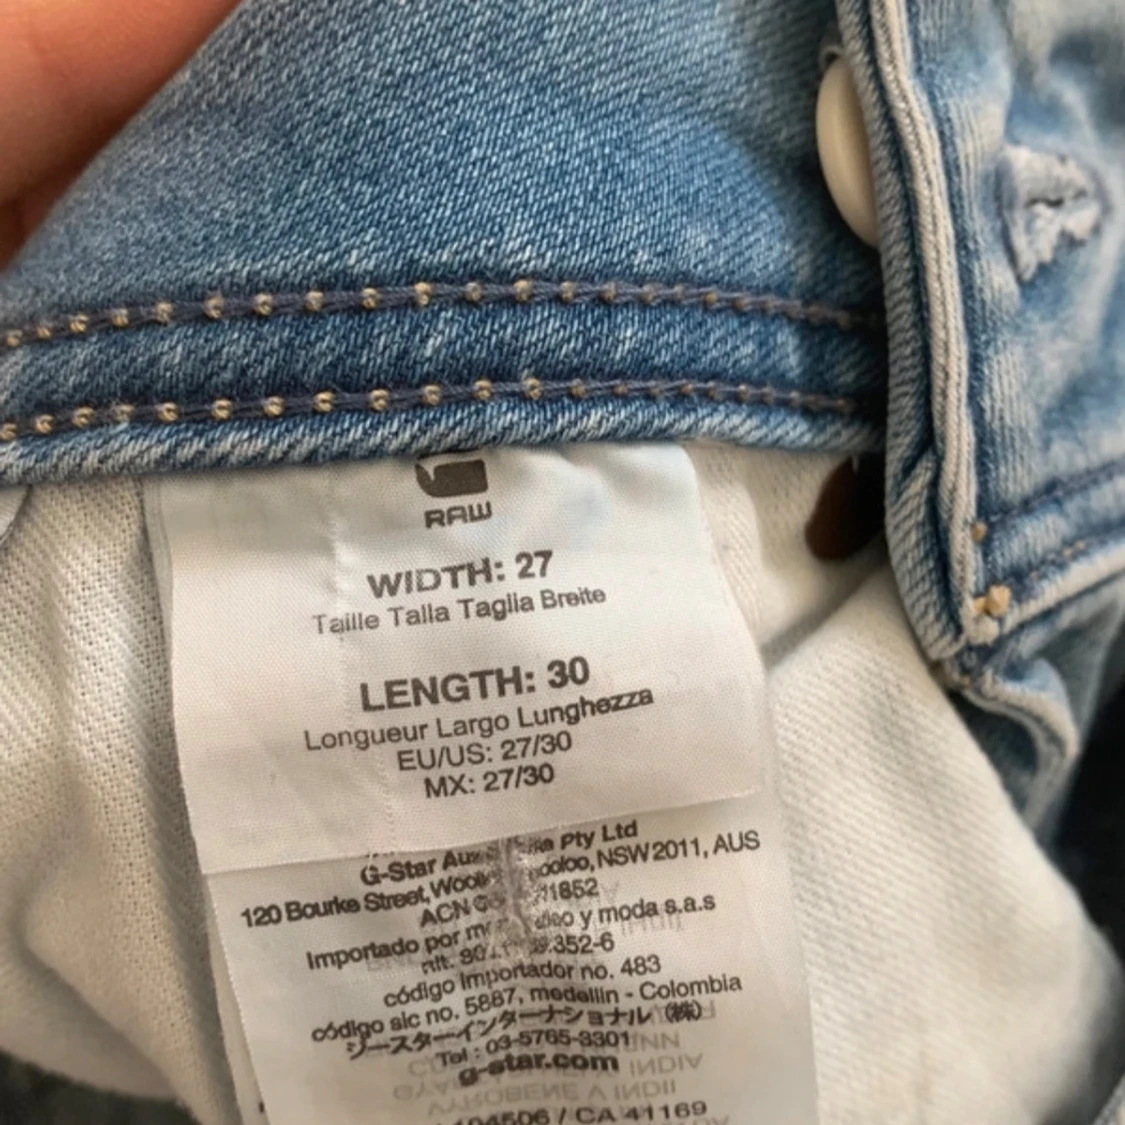 RAW
WIDTH: 27
Taille Talla Taglia Breite
LENGTH: 30
Longueur Largo Lunghezza
EU/US: 27/30
MX: 27/30
G-Star Pty Ltd
120 Bourke Street, NSW 2011, AUS
ACN
Importado por y moda s.a.s
nit.
código importador no. 483
código sic no. 5887, medellin - Colombia
ジースターインターナショナル (株)
Tel : 03-5765-3301
g-star.com
/ CA 41169